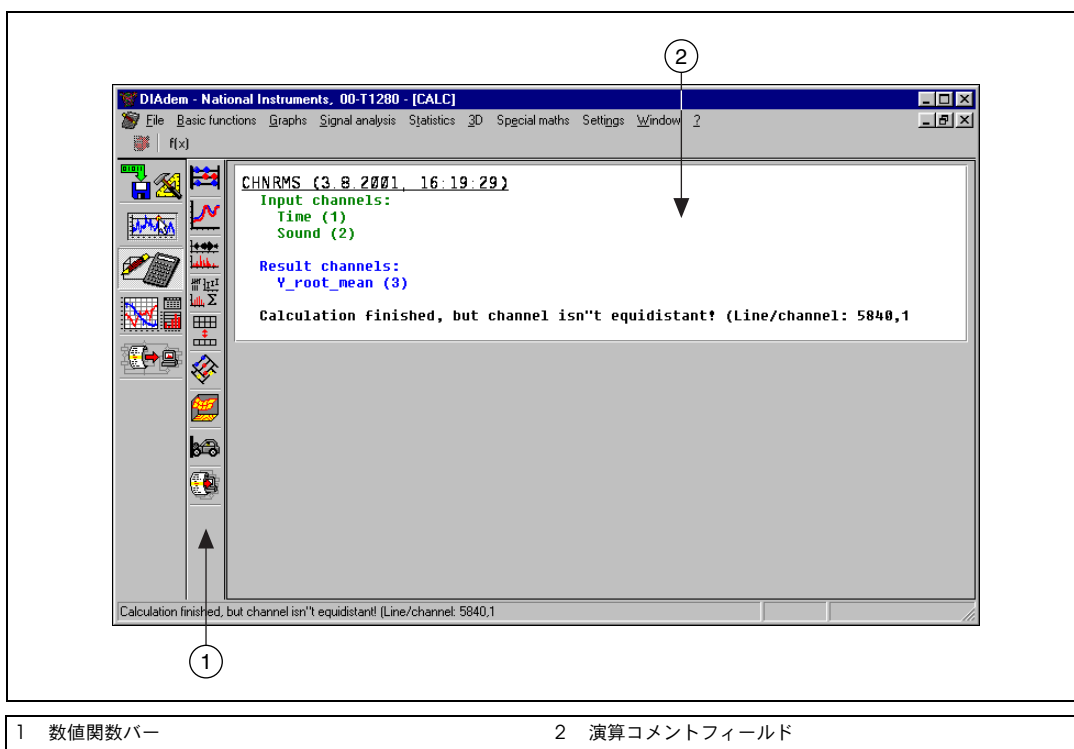 2
DIAdem - National Instruments, 00-T1280 - [CALC]
File Basic functions Graphs Signal analysis Statistics 3D Special maths Settings Window ?
f(x)
CHNRMS (3.8.2001, 16:19:29)
Input channels:
Time (1)
Sound (2)
Result channels:
Y_root_mean (3)
Calculation finished, but channel isn"t equidistant! (Line/channel: 5840,1
Calculation finished, but channel isn"t equidistant! (Line/channel: 5840,1
1
1 数値関数バー 2 演算コメントフィールド